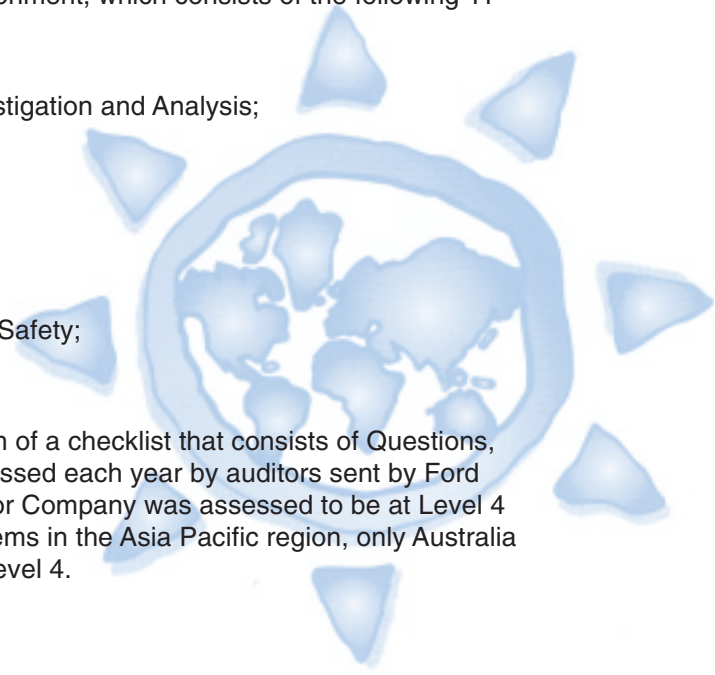 onment, which consists of the following 11
stigation and Analysis;
Safety;
n of a checklist that consists of Questions,
ssed each year by auditors sent by Ford
or Company was assessed to be at Level 4
ems in the Asia Pacific region, only Australia
evel 4.